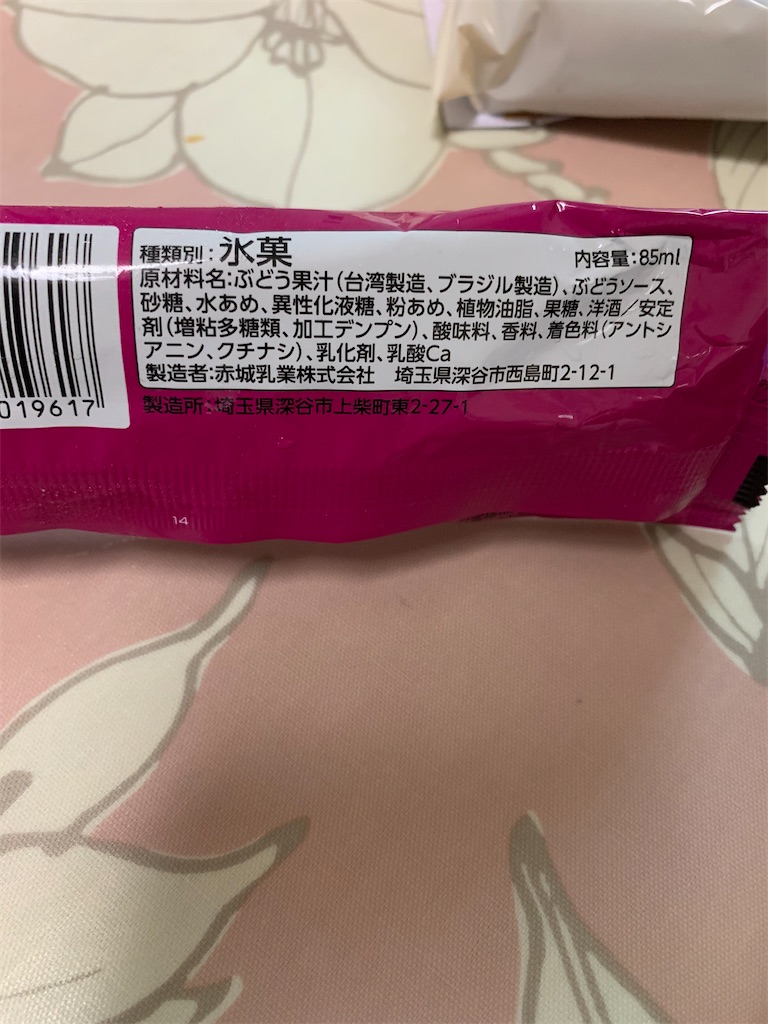 種類別：氷菓 内容量：85ml
原材料名：ぶどう果汁（台湾製造、ブラジル製造）、ぶどうソース、
砂糖、水あめ、異性化液糖、粉あめ、植物油脂、果糖、洋酒／安定
剤（増粘多糖類、加工デンプン）、酸味料、香料、着色料（アントシ
アニン、クチナシ）、乳化剤、乳酸Ca
製造者：赤城乳業株式会社 埼玉県深谷市西島町2-12-1
019617
製造所：埼玉県深谷市上柴町東2-27-1
14